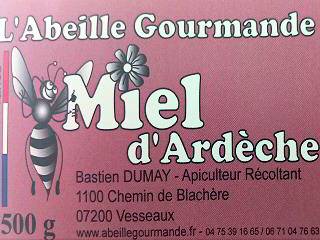 L'Abeille Gourmande
Miel
d'Ardèche
Bastien DUMAY - Apiculteur Récoltant
1100 Chemin de Blachère
07200 Vesseaux
500 g
www.abeillegourmande.fr - 04 75 39 16 65 / 06 71 04 76 63